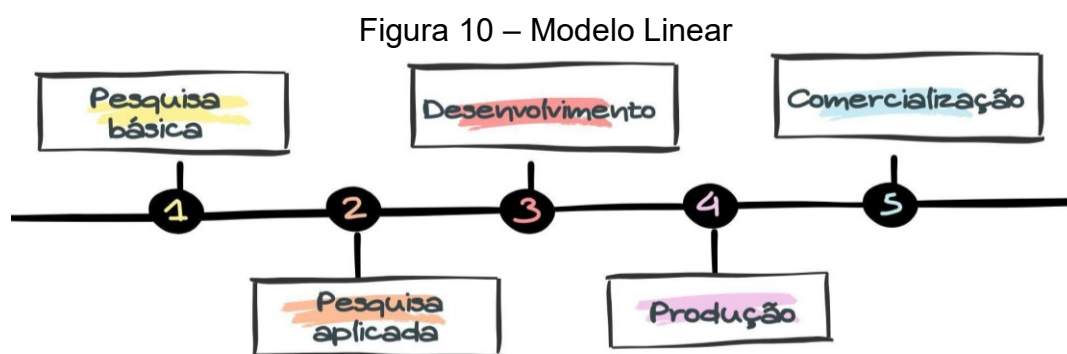 Figura 10 – Modelo Linear
Pesquisa
básica
1
Pesquisa
aplicada
2
Desenvolvimento
3
Produção
4
Comercialização
5